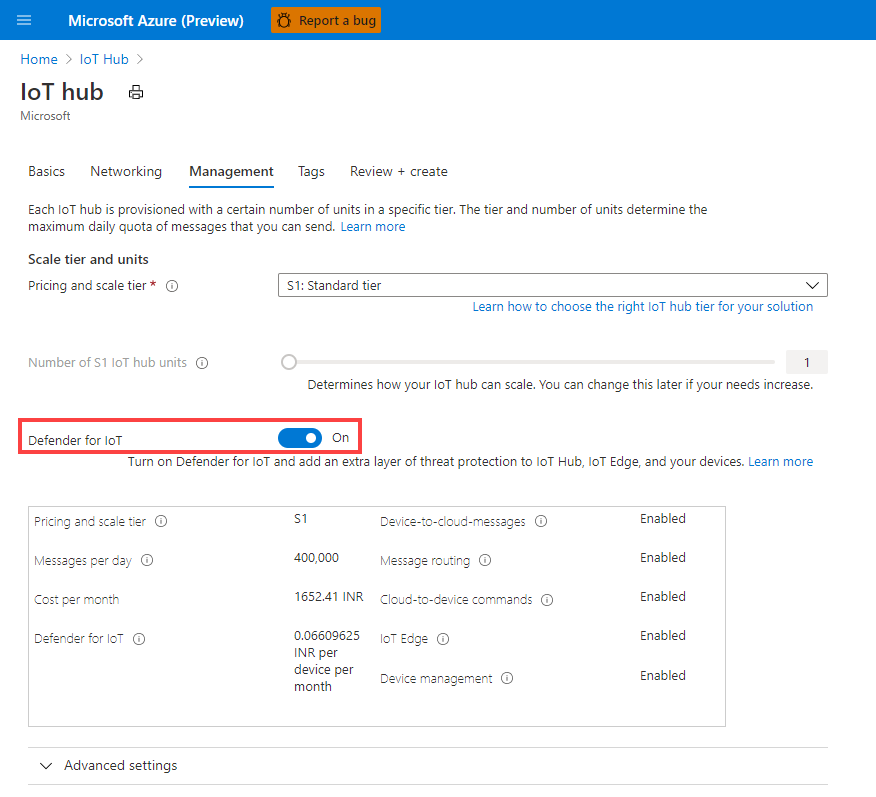 Microsoft Azure (Preview) Report a bug
Home > IoT Hub >
IoT hub
Microsoft
Basics Networking Management Tags Review + create
Each IoT hub is provisioned with a certain number of units in a specific tier. The tier and number of units determine the
maximum daily quota of messages that you can send. Learn more
Scale tier and units
Pricing and scale tier *
S1: Standard tier
Learn how to choose the right IoT hub tier for your solution
Number of S1 IoT hub units
1
Determines how your IoT hub can scale. You can change this later if your needs increase.
Defender for IoT
On
Turn on Defender for IoT and add an extra layer of threat protection to IoT Hub, IoT Edge, and your devices. Learn more
Pricing and scale tier S1
Device-to-cloud-messages Enabled
Messages per day 400,000
Message routing Enabled
Cost per month 1652.41 INR
Cloud-to-device commands Enabled
Defender for IoT 0.06609625
INR per
device per
month
IoT Edge Enabled
Device management Enabled
Advanced settings